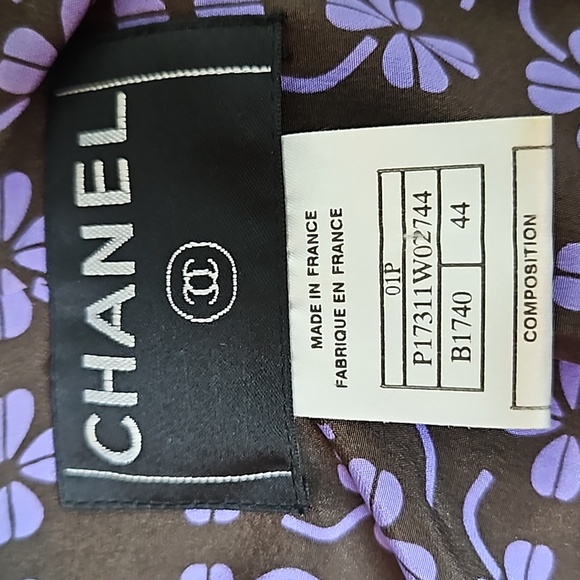 CHANEL
MADE IN FRANCE
FABRIQUE EN FRANCE
01P
P17311W02744
B1740 44
COMPOSITION